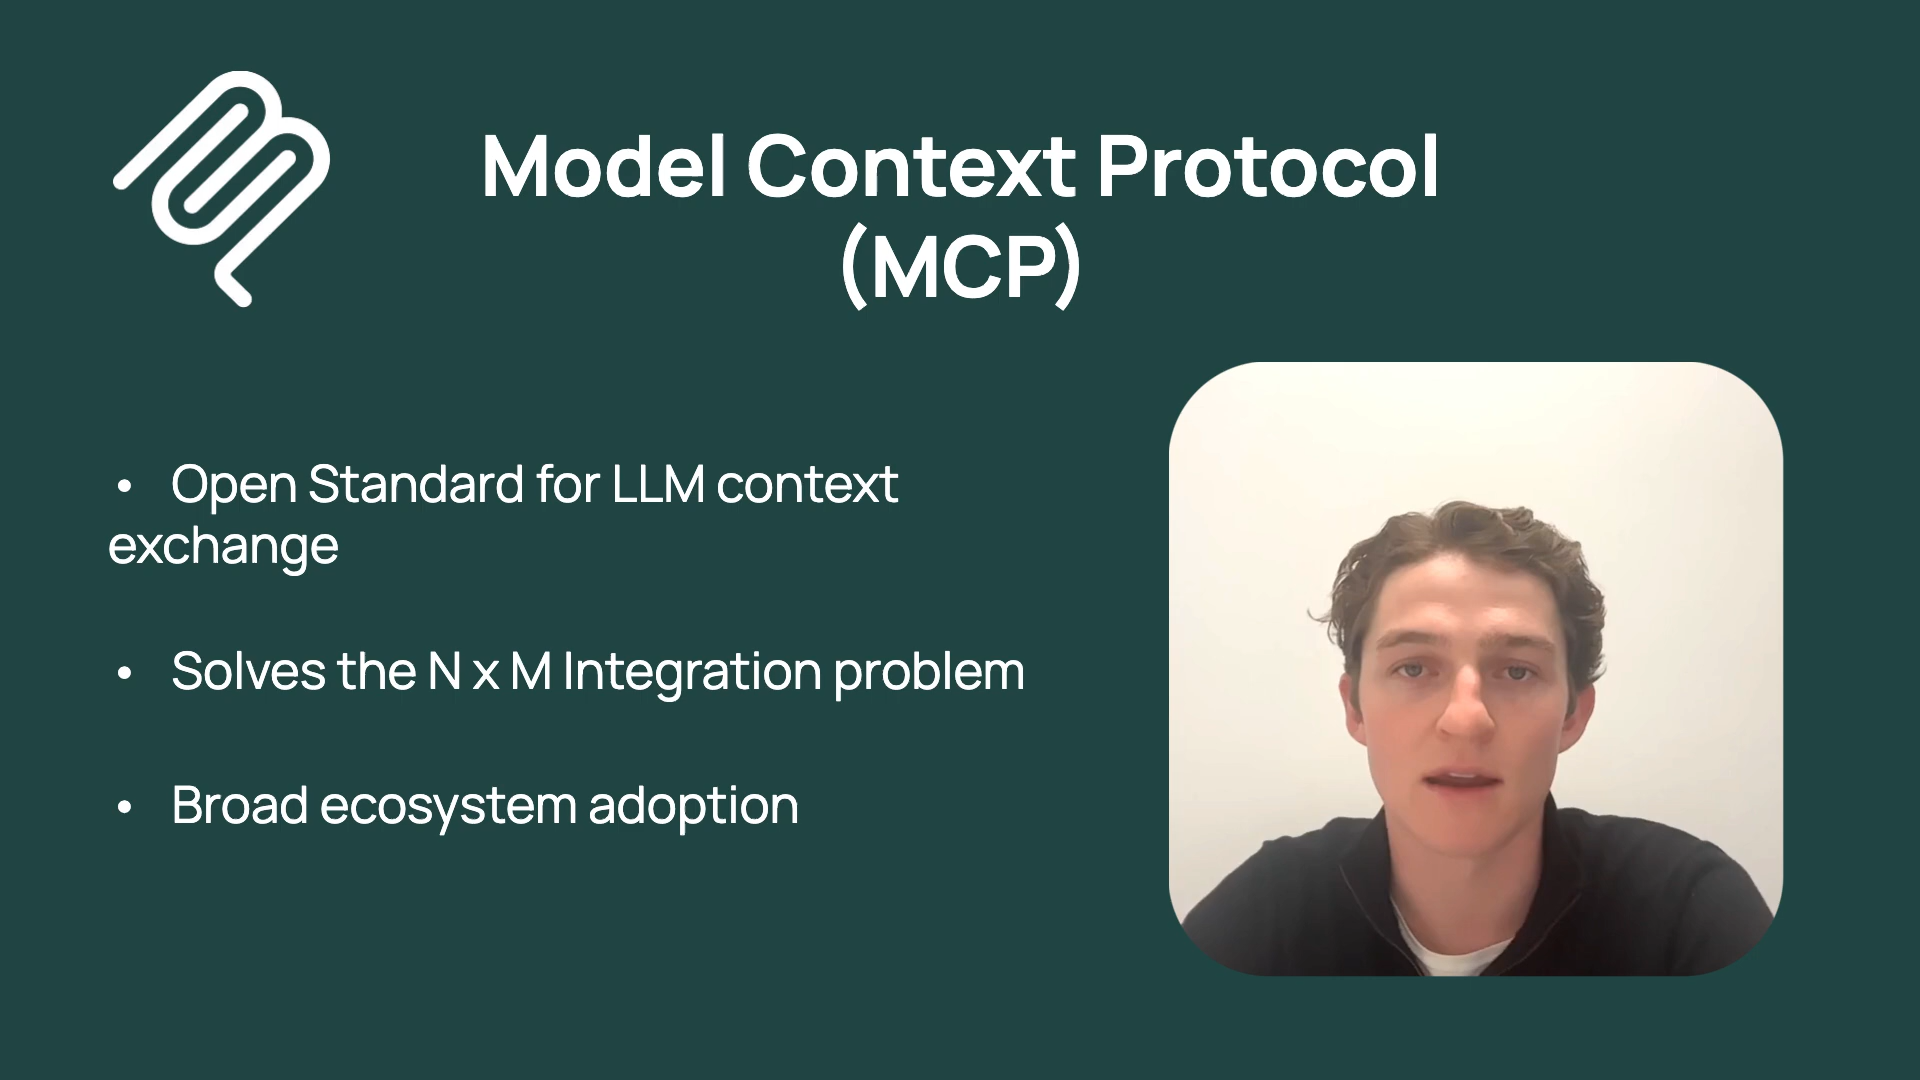 Model Context Protocol
(MCP)
• Open Standard for LLM context
exchange
• Solves the N x M Integration problem
• Broad ecosystem adoption